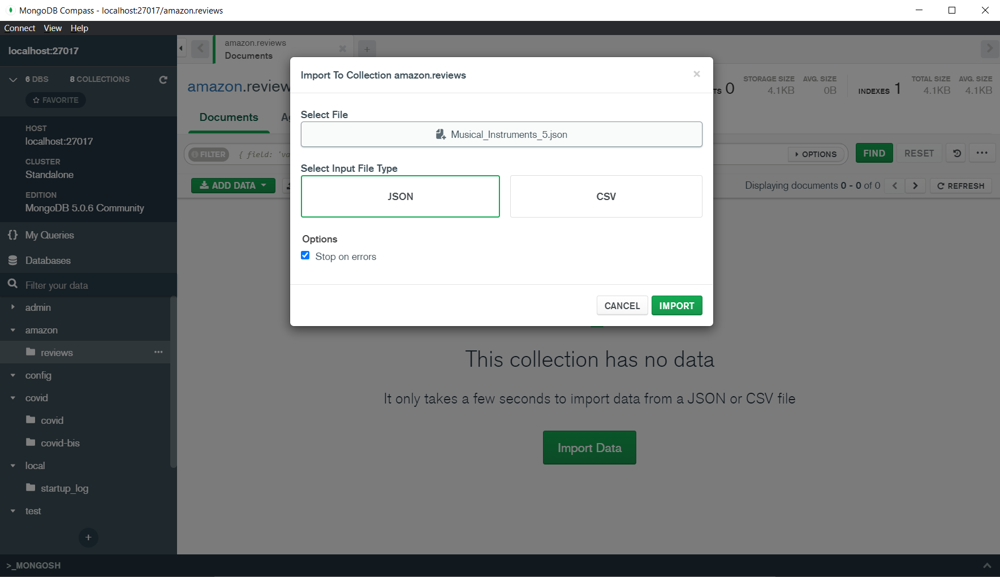 MongoDB Compass - localhost:27017/amazon.reviews
Connect View Help
localhost:27017
6 DBS 8 COLLECTIONS
FAVORITE
HOST
localhost:27017
CLUSTER
Standalone
EDITION
MongoDB 5.0.6 Community
My Queries
Databases
Filter your data
admin
amazon
reviews
config
covid
covid
covid-bis
local
startup_log
test
>_MONGOSH
amazon.reviews
Documents
amazon.review
TS 0
STORAGE SIZE
4.1KB
AVG. SIZE
0B
INDEXES 1
TOTAL SIZE
4.1KB
AVG. SIZE
4.1KB
Documents A
FILTER { field: 'va
OPTIONS
FIND
RESET
ADD DATA
Displaying documents 0 - 0 of 0
REFRESH
Import To Collection amazon.reviews
Select File
Musical_Instruments_5.json
Select Input File Type
JSON
CSV
Options
Stop on errors
CANCEL
IMPORT
This collection has no data
It only takes a few seconds to import data from a JSON or CSV file
Import Data